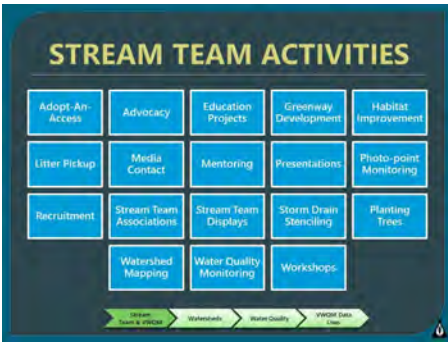 STREAM TEAM ACTIVITIES
Adopt-An-
Access
Advocacy
Education
Projects
Greenway
Development
Habitat
Improvement
Litter Pickup
Media
Contact
Mentoring
Presentations
Photo-point
Monitoring
Recruitment
Stream Team
Associations
Stream Team
Displays
Storm Drain
Stenciling
Planting
Trees
Watershed
Mapping
Water Quality
Monitoring
Workshops
Stream
Team & VWQM
Watersheds
Water Quality
VWQM Data
Uses